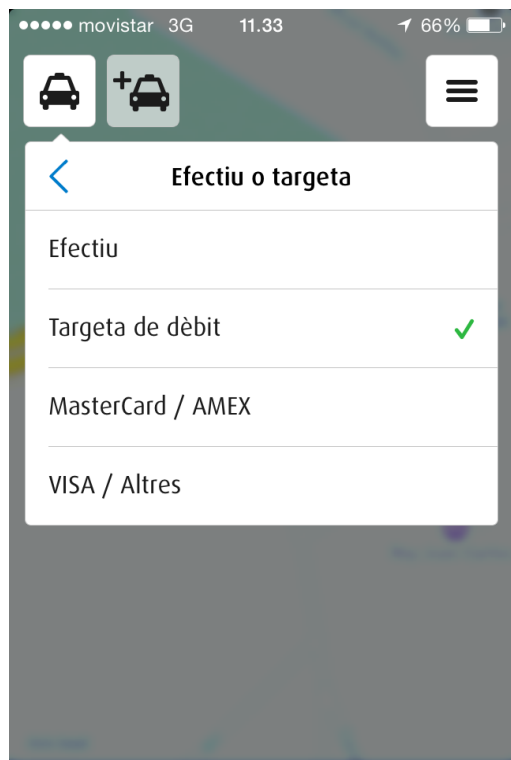 movistar 3G 11.33 66%
Efectiu o targeta
Efectiu
Targeta de dèbit
MasterCard / AMEX
VISA / Altres